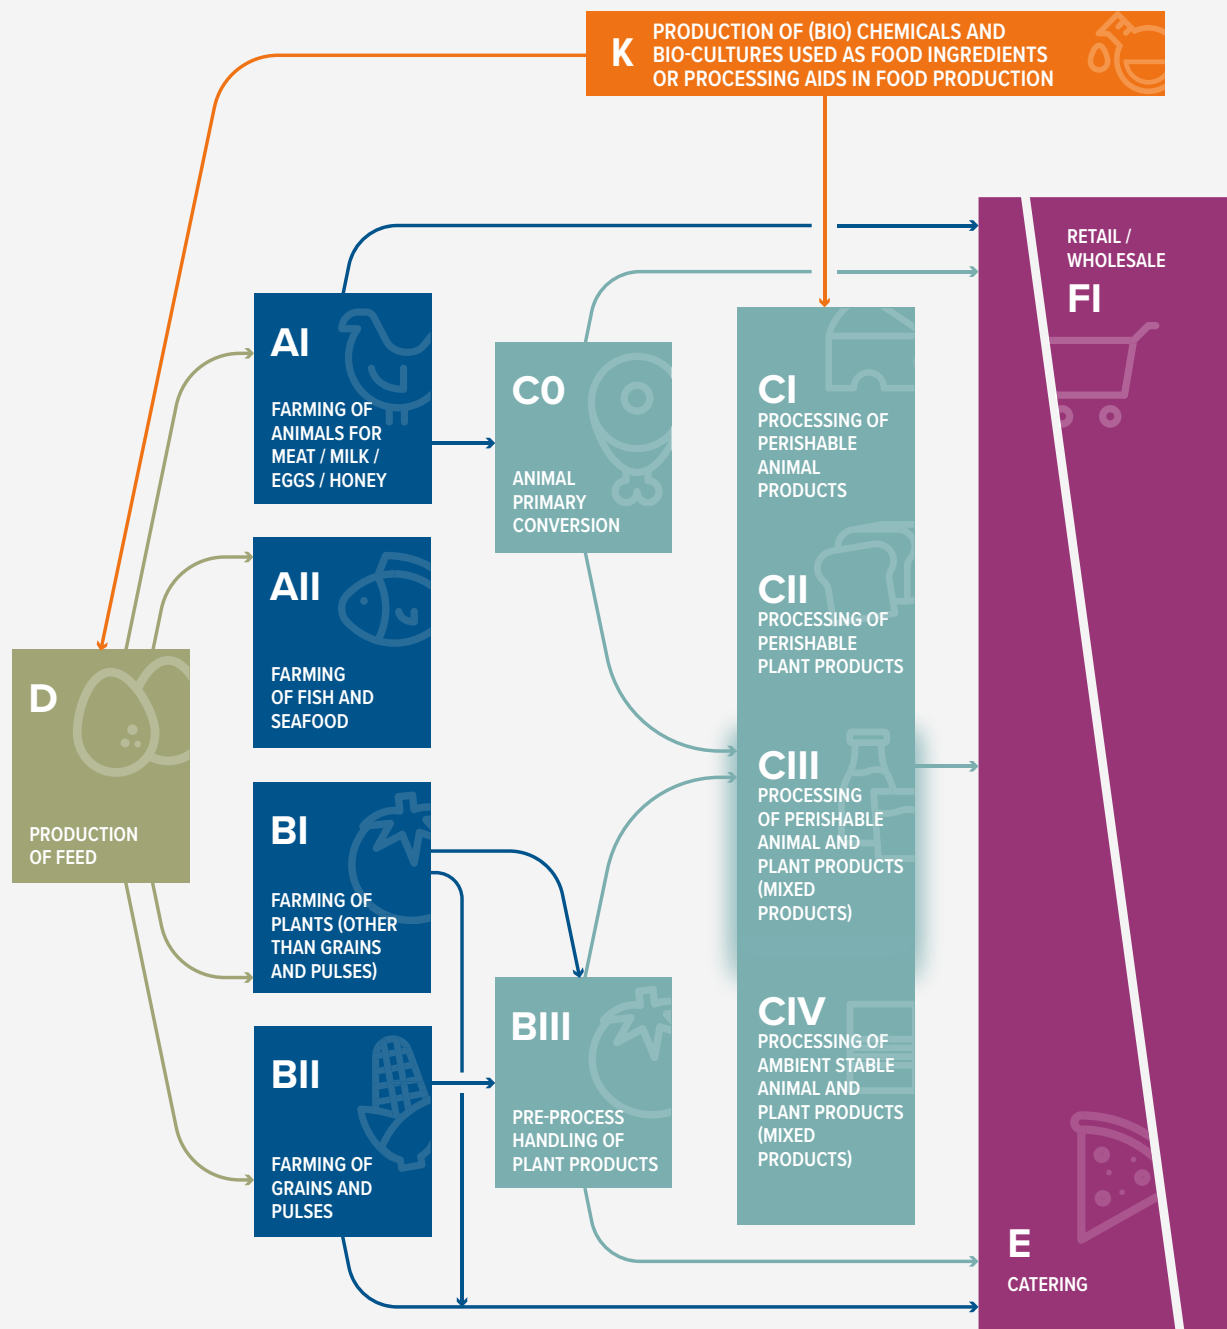 K
PRODUCTION OF (BIO) CHEMICALS AND
BIO-CULTURES USED AS FOOD INGREDIENTS
OR PROCESSING AIDS IN FOOD PRODUCTION
RETAIL /
WHOLESALE
FI
AI
FARMING OF
ANIMALS FOR
MEAT / MILK /
EGGS / HONEY
C0
ANIMAL
PRIMARY
CONVERSION
CI
PROCESSING OF
PERISHABLE
ANIMAL
PRODUCTS
AII
FARMING
OF FISH AND
SEAFOOD
CII
PROCESSING OF
PERISHABLE
PLANT PRODUCTS
D
PRODUCTION
OF FEED
CIII
PROCESSING
OF PERISHABLE
ANIMAL AND
PLANT PRODUCTS
(MIXED
PRODUCTS)
BI
FARMING OF
PLANTS (OTHER
THAN GRAINS
AND PULSES)
BII
FARMING OF
GRAINS AND
PULSES
BIII
PRE-PROCESS
HANDLING OF
PLANT PRODUCTS
CIV
PROCESSING OF
AMBIENT STABLE
ANIMAL AND
PLANT PRODUCTS
(MIXED
PRODUCTS)
E
CATERING